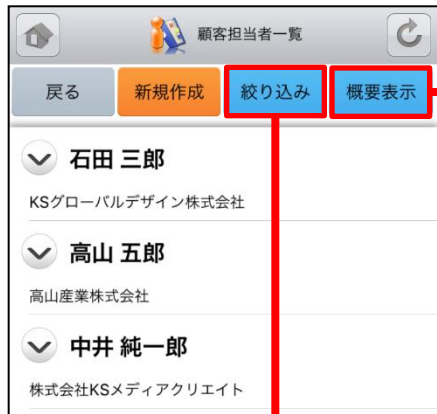 顧客担当者一覧
戻る 新規作成 絞り込み 概要表示
石田 三郎
KSグローバルデザイン株式会社
高山 五郎
高山産業株式会社
中井 純一郎
株式会社KSメディアクリエイト